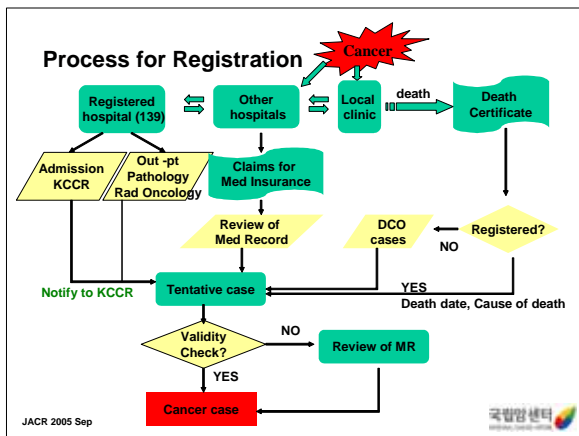 Process for Registration
Cancer
Registered
hospital (139)
Other
hospitals
Local
clinic
death
Death
Certificate
Admission
KCCR
Out -pt
Pathology
Rad Oncology
Claims for
Med Insurance
Review of
Med Record
DCO
cases
Registered?
NO
Notify to KCCR
Tentative case
YES
Death date, Cause of death
Validity
Check?
NO
Review of MR
YES
Cancer case
JACR 2005 Sep
국립암센터